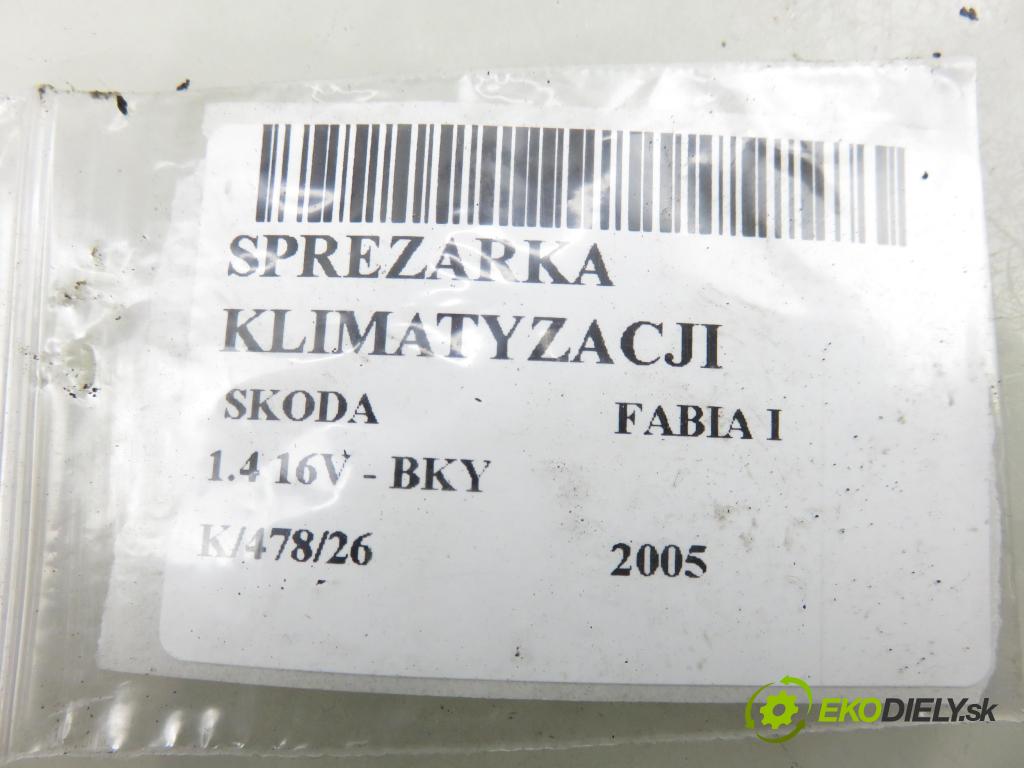 SPREZARKA
KLIMATYZACJI
SKODA FABIA I
1.4 16V - BKY
K/478/26 2005
EKODIELY.sk